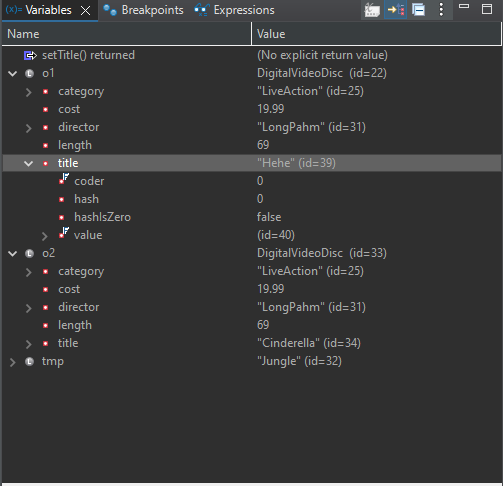 (x)= Variables Breakpoints Expressions
Name Value
setTitle() returned (No explicit return value)
o1 DigitalVideoDisc (id=22)
category "LiveAction" (id=25)
cost 19.99
director "LongPahm" (id=31)
length 69
title "Hehe" (id=39)
coder 0
hash 0
hashIsZero false
value (id=40)
o2 DigitalVideoDisc (id=33)
category "LiveAction" (id=25)
cost 19.99
director "LongPahm" (id=31)
length 69
title "Cinderella" (id=34)
tmp "Jungle" (id=32)